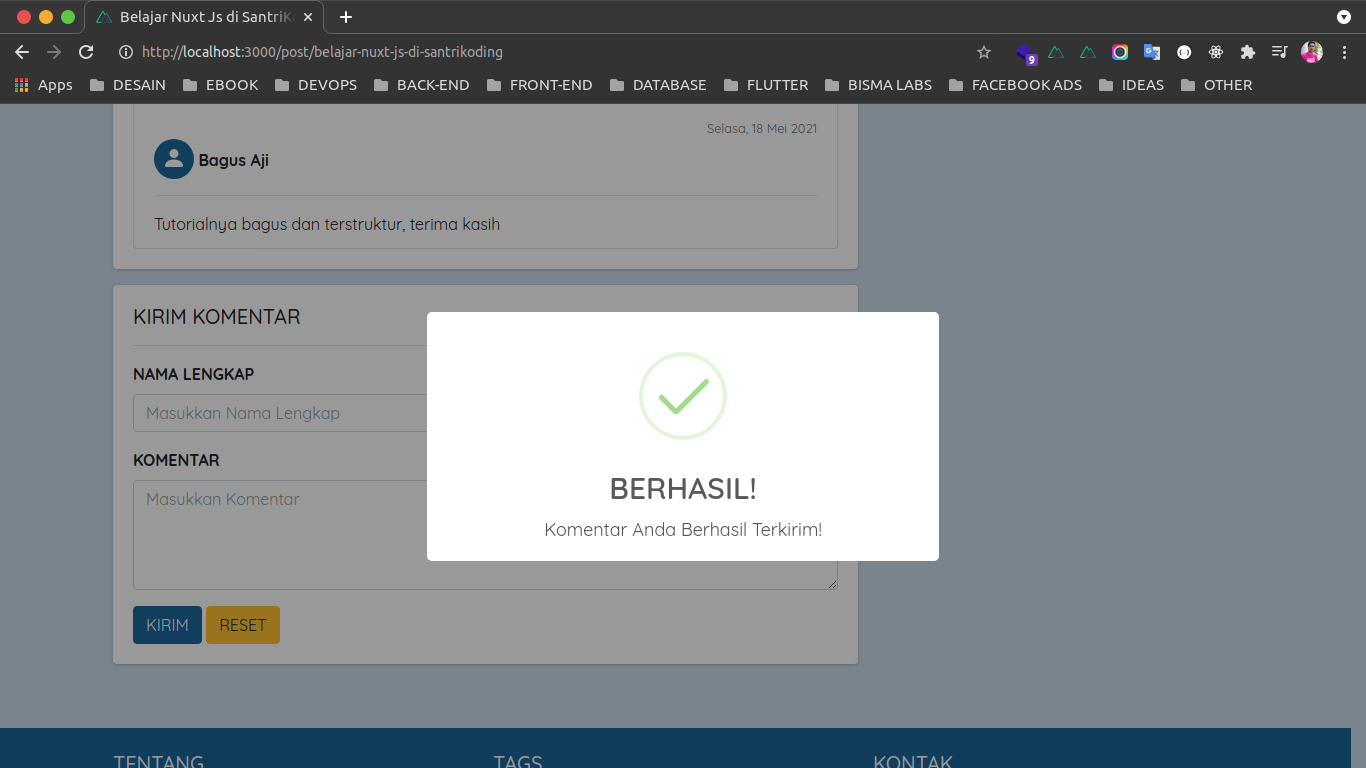 Belajar Nuxt Js di SantriK
http://localhost:3000/post/belajar-nuxt-js-di-santrikoding
9
Apps DESAIN EBOOK DEVOPS BACK-END FRONT-END DATABASE FLUTTER BISMA LABS FACEBOOK ADS IDEAS OTHER
Selasa, 18 Mei 2021
Bagus Aji
Tutorialnya bagus dan terstruktur, terima kasih
KIRIM KOMENTAR
NAMA LENGKAP
Masukkan Nama Lengkap
KOMENTAR
Masukkan Komentar
KIRIM RESET
BERHASIL!
Komentar Anda Berhasil Terkirim!
TENTANG TAGS KONTAK